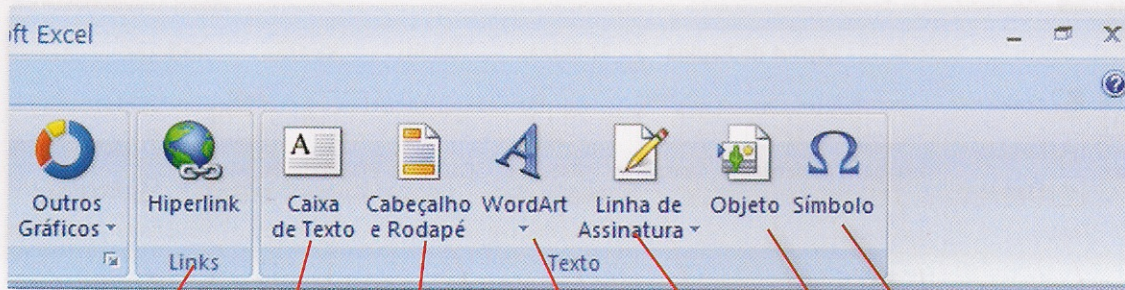 ft Excel
Outros
Gráficos
Hiperlink
Links
A
Caixa
de Texto
Cabeçalho
e Rodapé
WordArt
Linha de
Assinatura
Objeto
Ω
Símbolo
Texto